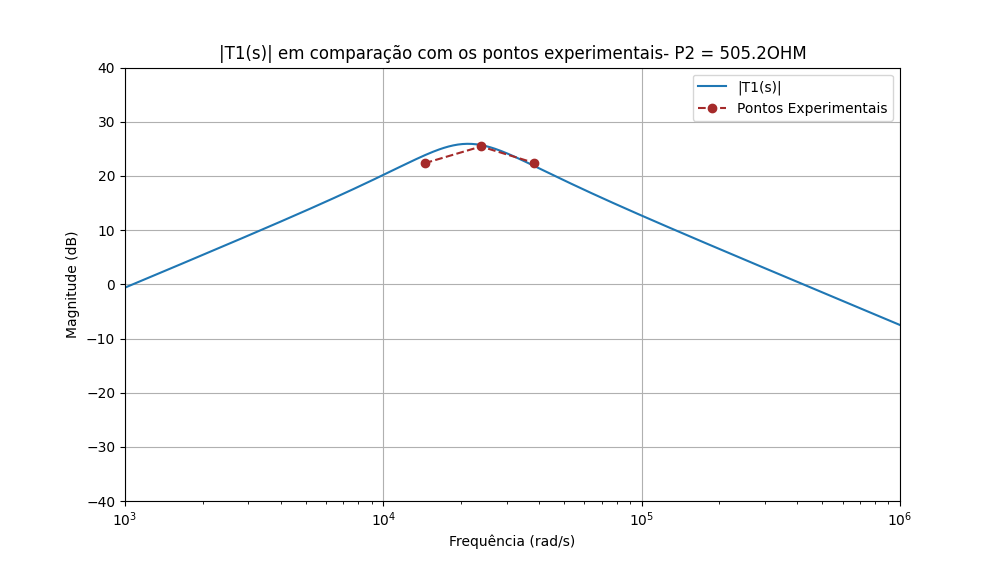 |T1(s)| em comparação com os pontos experimentais- P2 = 505.2OHM
|T1(s)|
Pontos Experimentais
Magnitude (dB)
40
30
20
10
0
−10
−20
−30
−40
10³ 10⁴ 10⁵ 10⁶
Frequência (rad/s)